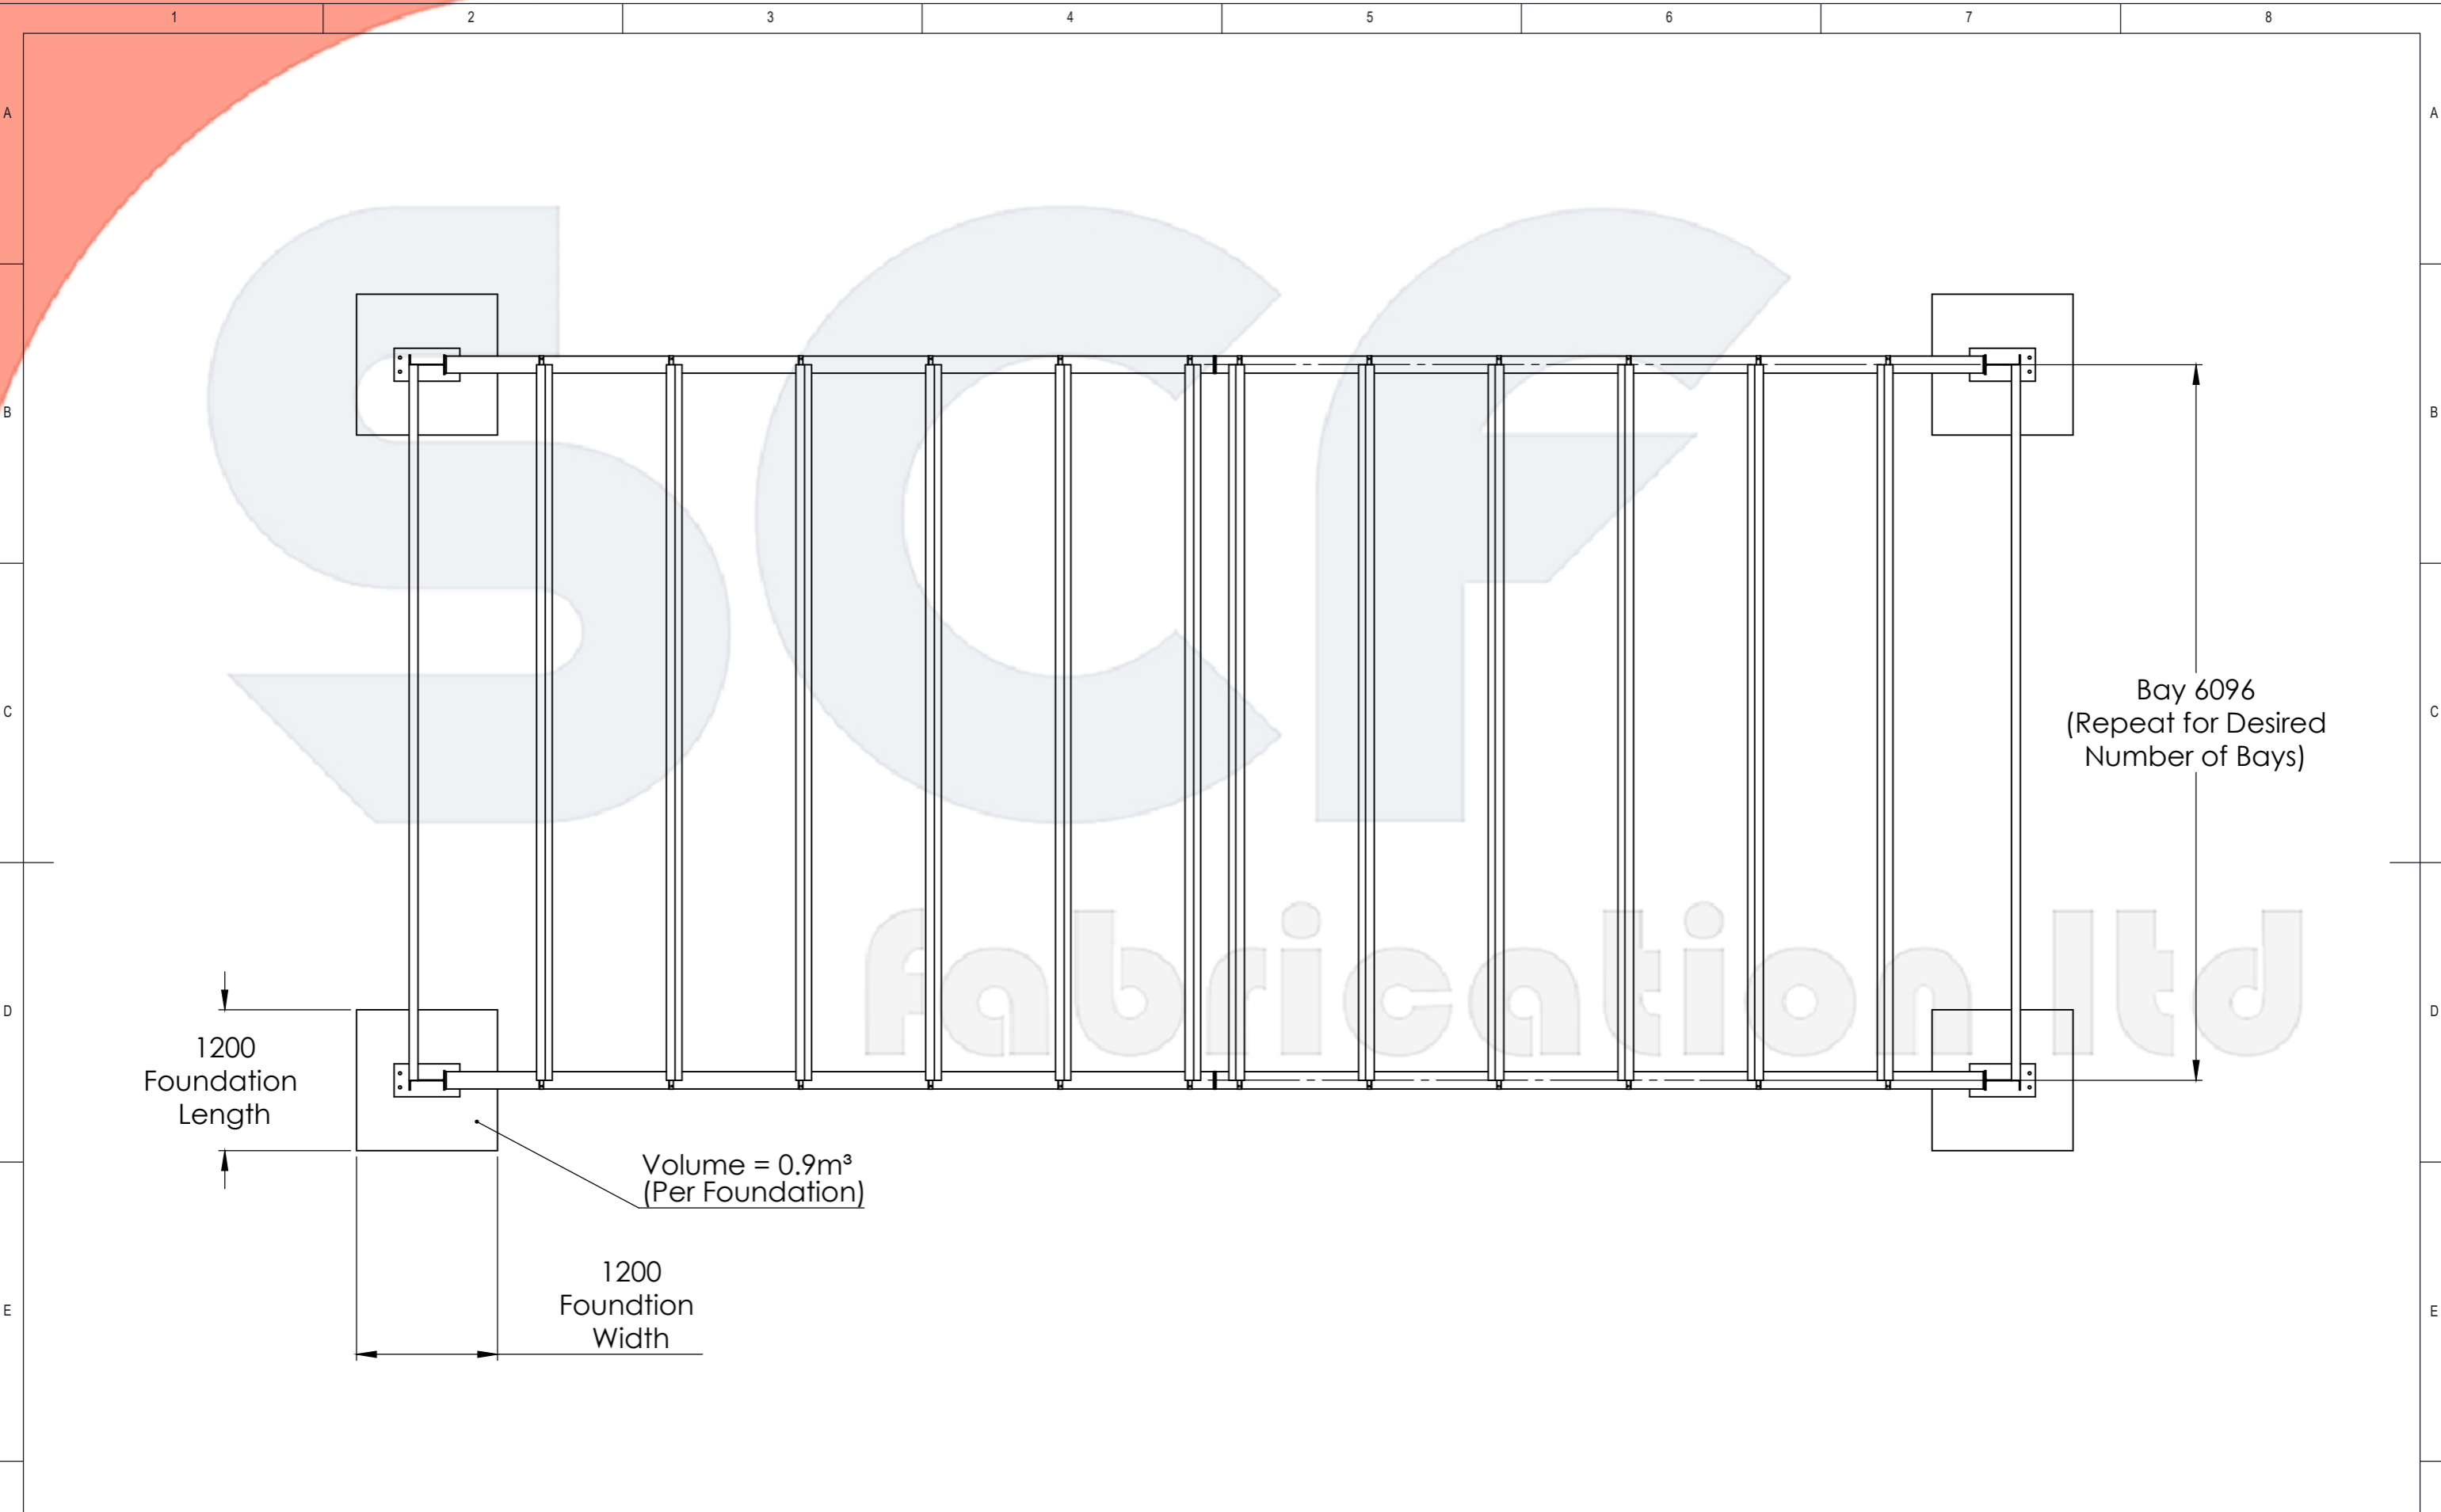 1 2 3 4 5 6 7 8
A A
B B
Bay 6096
(Repeat for Desired
Number of Bays)
C C
SCF
fabrication ltd
D D
1200
Foundation
Length
Volume = 0.9m³
(Per Foundation)
1200
Foundtion
Width
E E